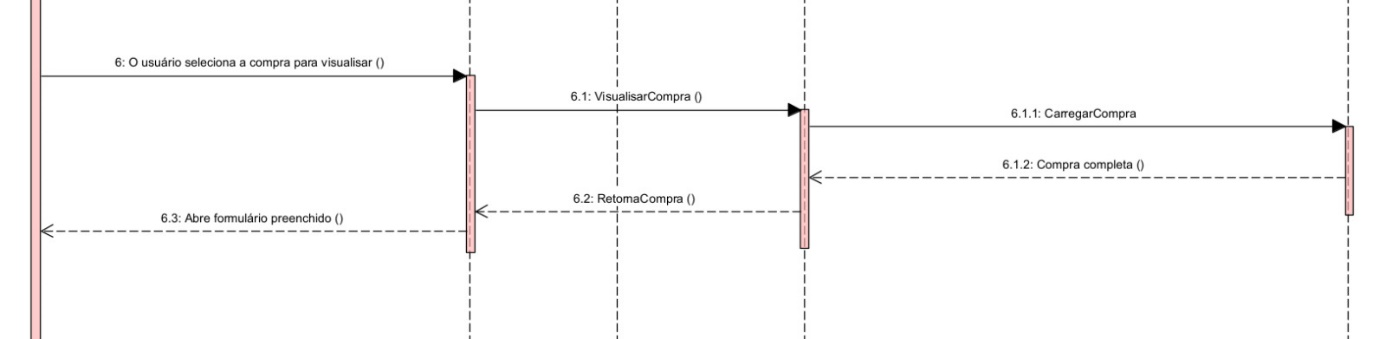 6: O usuário seleciona a compra para visualisar ()
6.1: VisualisarCompra ()
6.1.1: CarregarCompra
6.1.2: Compra completa ()
6.2: RetornaCompra ()
6.3: Abre formulário preenchido ()